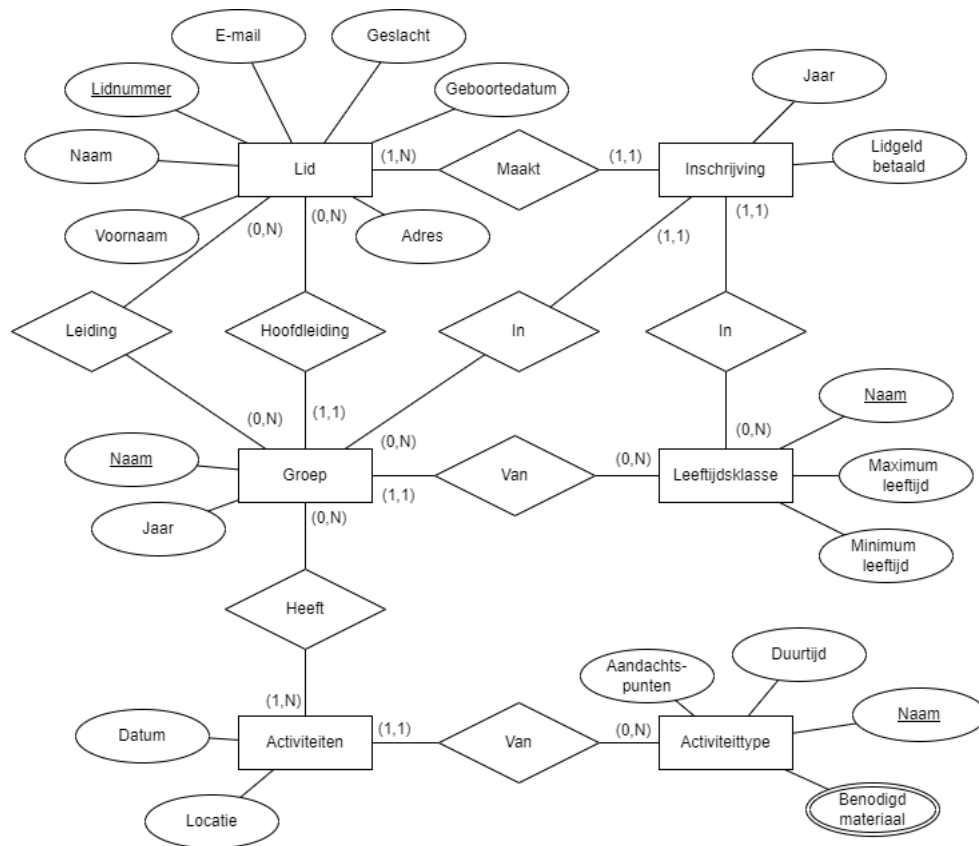 E-mail
Geslacht
Jaar
Lidnummer
Geboortedatum
Lidgeld
betaald
Naam
Lid
(1,N)
Maakt
(1,1)
Inschrijving
Voornaam
(0,N)
(0,N)
Adres
(1,1)
(1,1)
Leiding
Hoofdleiding
In
In
Naam
(0,N)
(1,1)
(0,N)
(0,N)
Naam
Groep
(1,1)
Van
(0,N)
Leeftijdsklasse
Maximum
leeftijd
Jaar
(0,N)
Minimum
leeftijd
Heeft
Aandachts-
punten
Duurtijd
(1,N)
Naam
Datum
Activiteiten
(1,1)
Van
(0,N)
Activiteittype
Locatie
Benodigd
materiaal